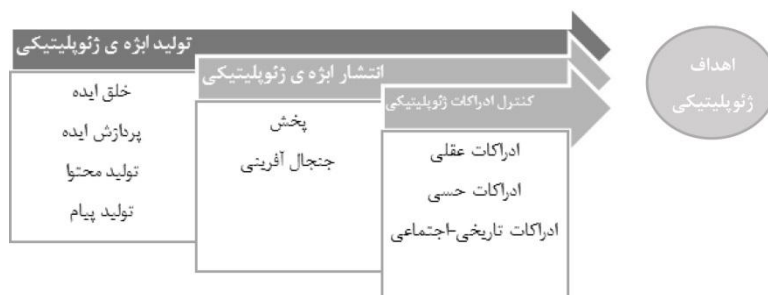 تولید ابژه ی ژئوپلیتیکی
خلق ایده
پردازش ایده
تولید محتوا
تولید پیام
انتشار ابژه ی ژئوپلیتیکی
پخش
جنجال آفرینی
کنترل ادراکات ژئوپلیتیکی
ادراکات عقلی
ادراکات حسی
ادراکات تاریخی-اجتماعی
اهداف
ژئوپلیتیکی